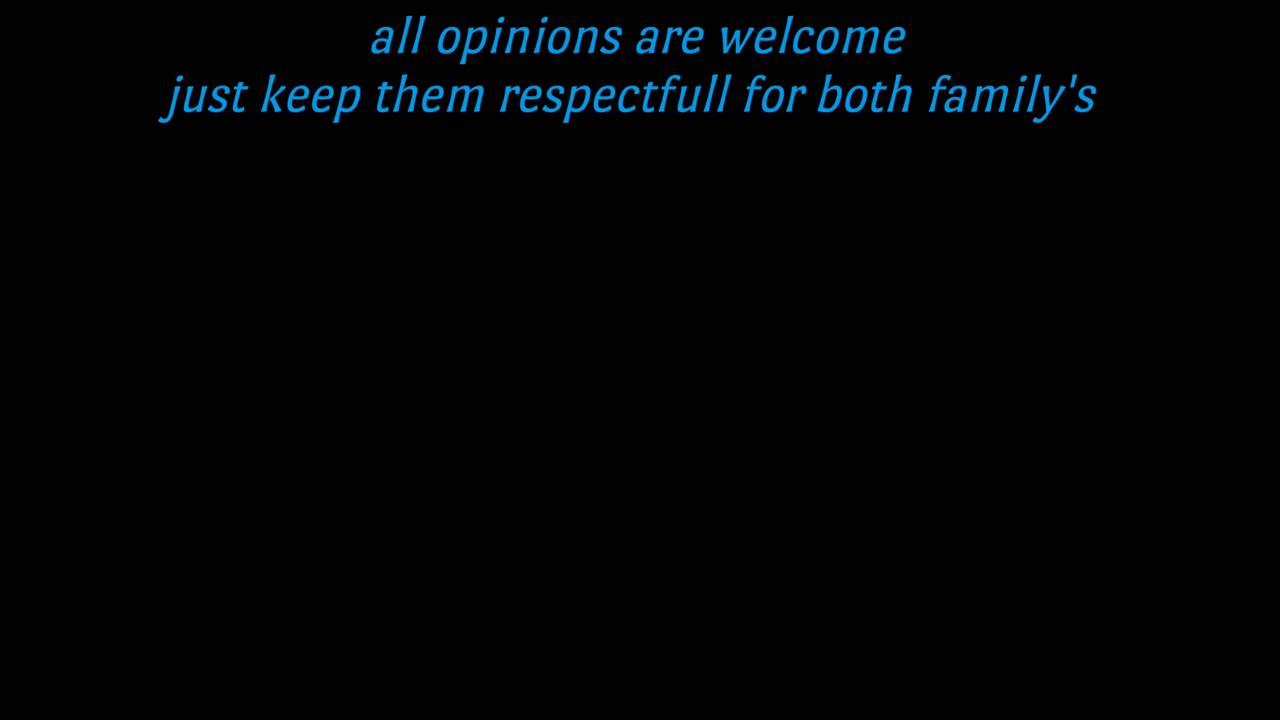 all opinions are welcome
just keep them respectfull for both family's